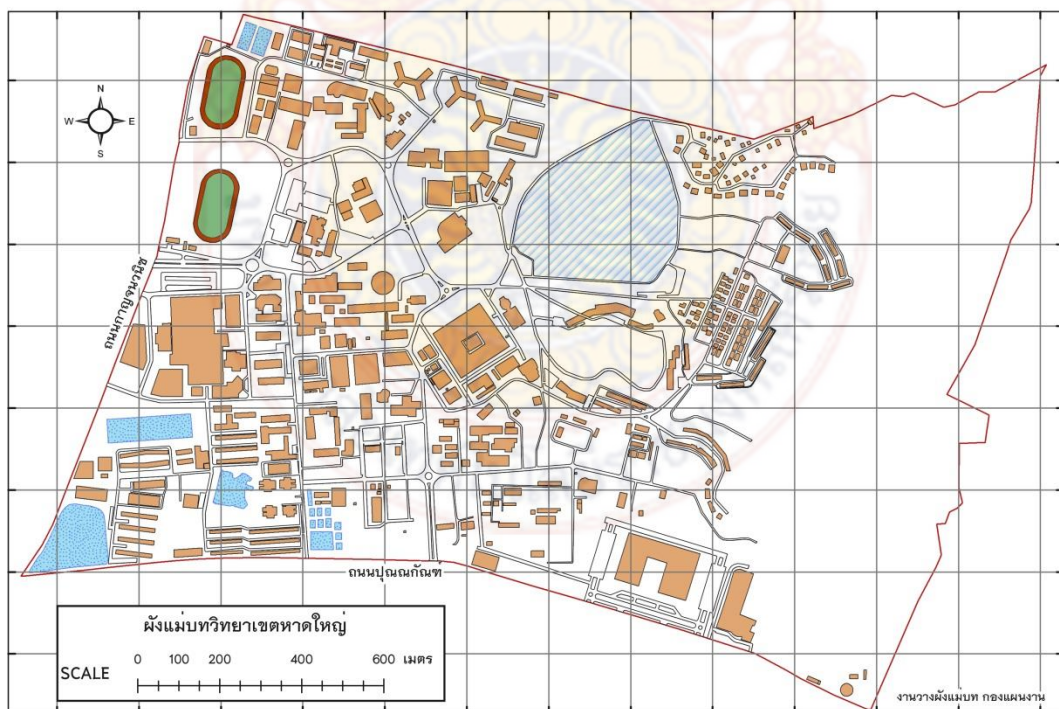 N
W E
S
ถนนกาญจนวนิช
ถนนปุณณกัณฑ์
ผังแม่บทวิทยาเขตหาดใหญ่
SCALE 0 100 200 400 600 เมตร
งานวางผังแม่บท กองแผนงาน